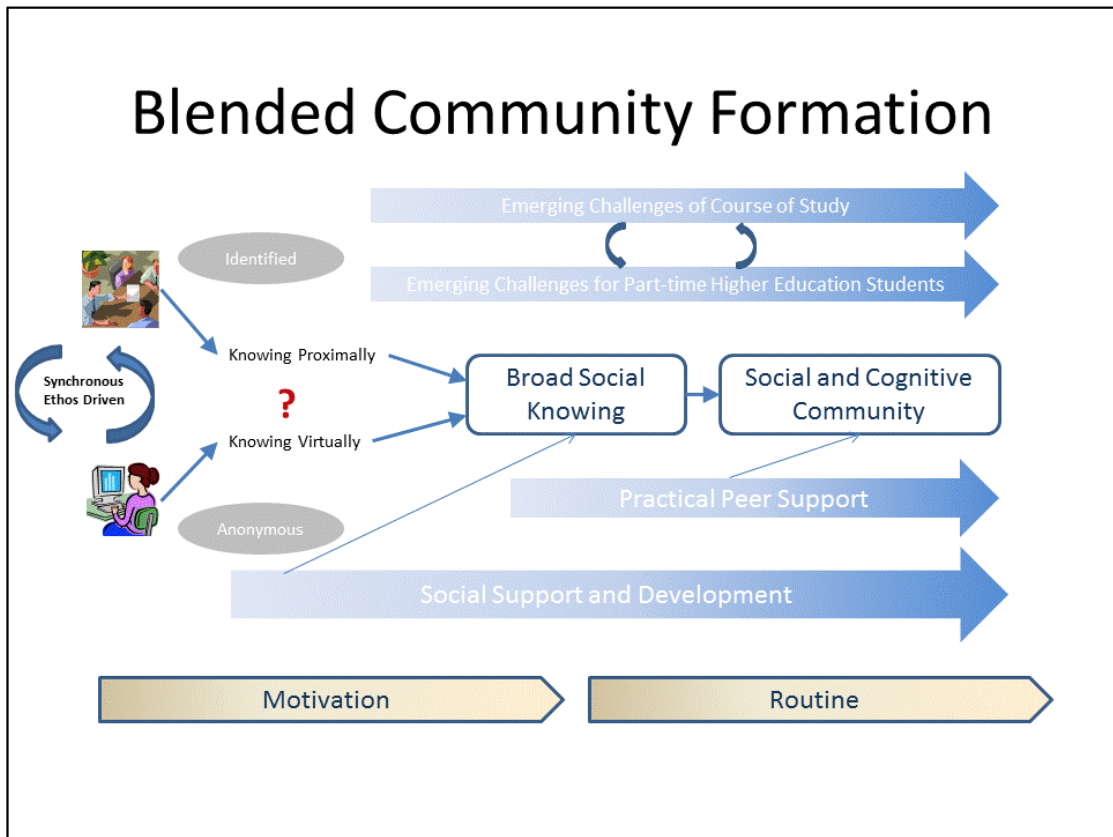 Blended Community Formation
Emerging Challenges of Course of Study
Identified
Emerging Challenges for Part-time Higher Education Students
Knowing Proximally
Synchronous
Ethos Driven
?
Knowing Virtually
Broad Social
Knowing
Social and Cognitive
Community
Practical Peer Support
Anonymous
Social Support and Development
Motivation
Routine